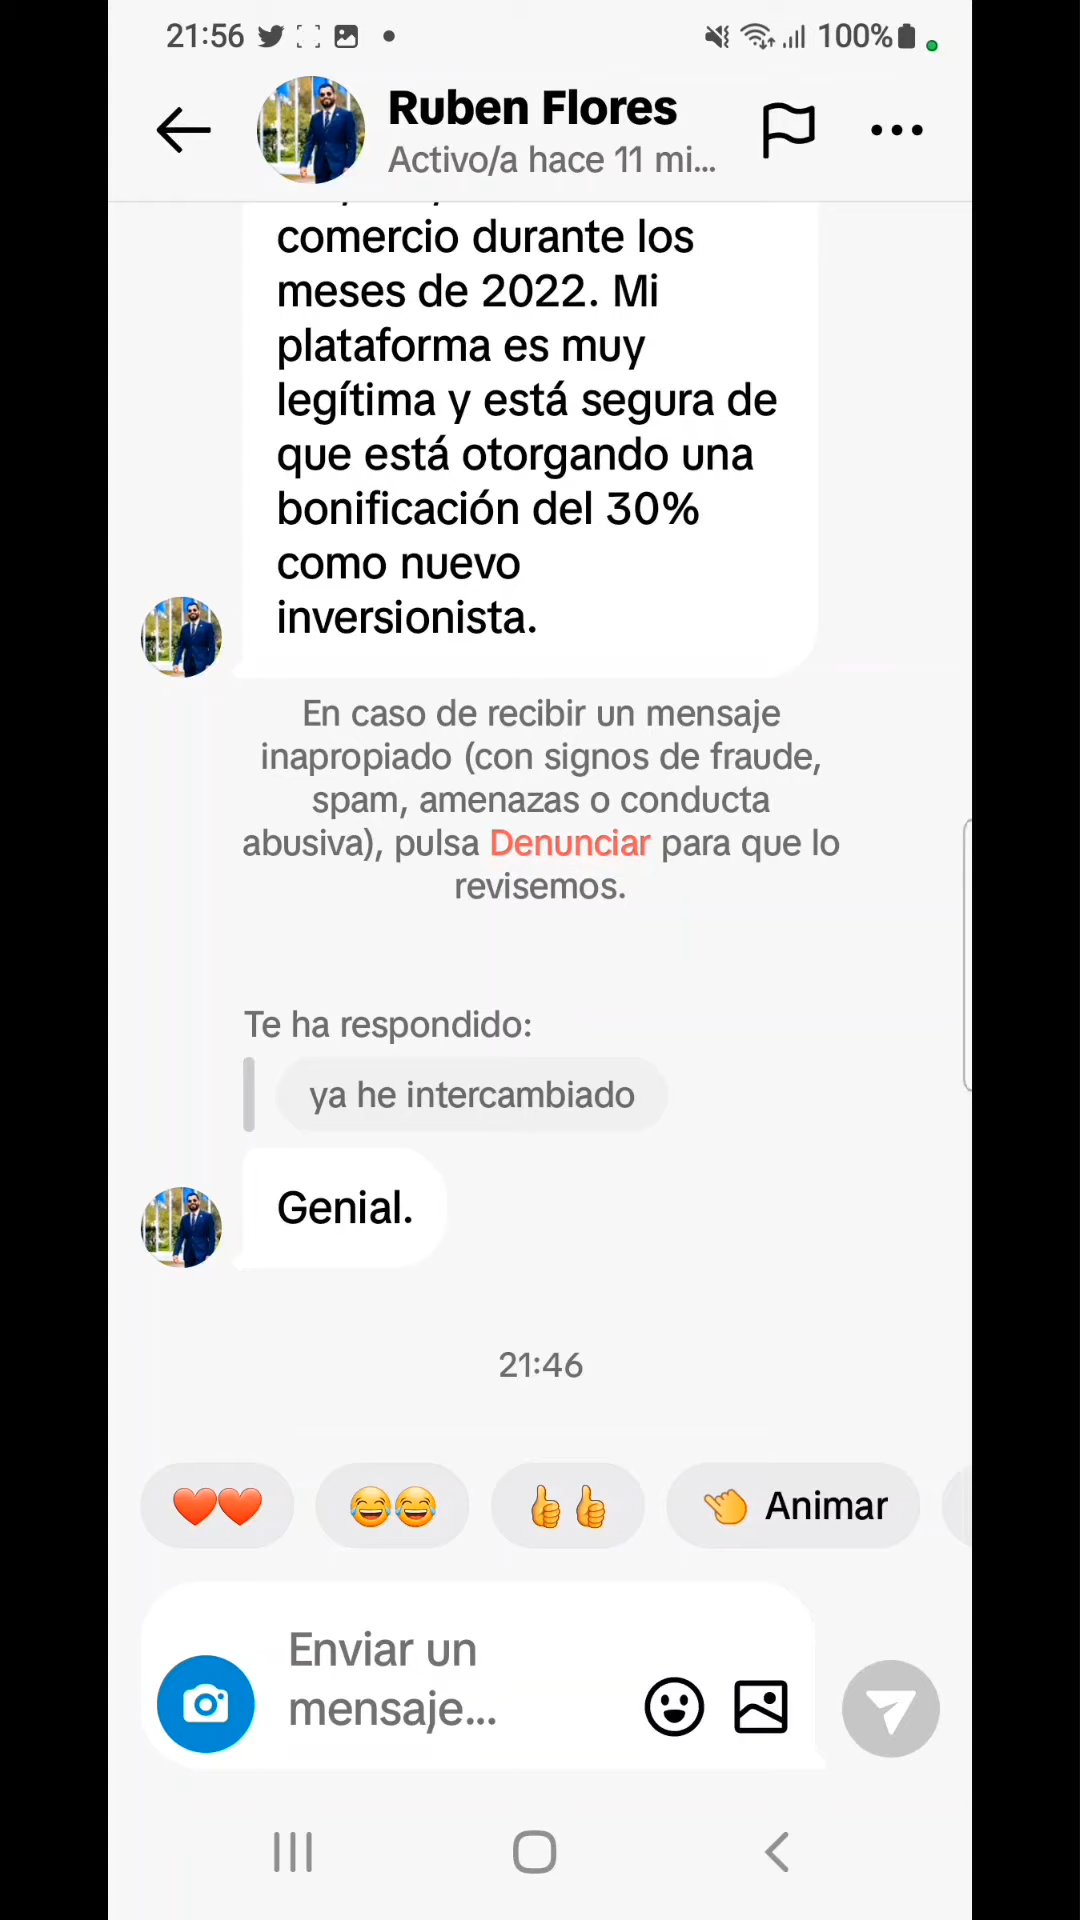 21:56
100%
Ruben Flores
Activo/a hace 11 mi...
comercio durante los
meses de 2022. Mi
plataforma es muy
legítima y está segura de
que está otorgando una
bonificación del 30%
como nuevo
inversionista.
En caso de recibir un mensaje
inapropiado (con signos de fraude,
spam, amenazas o conducta
abusiva), pulsa Denunciar para que lo
revisemos.
Te ha respondido:
ya he intercambiado
Genial.
21:46
Animar
Enviar un
mensaje...